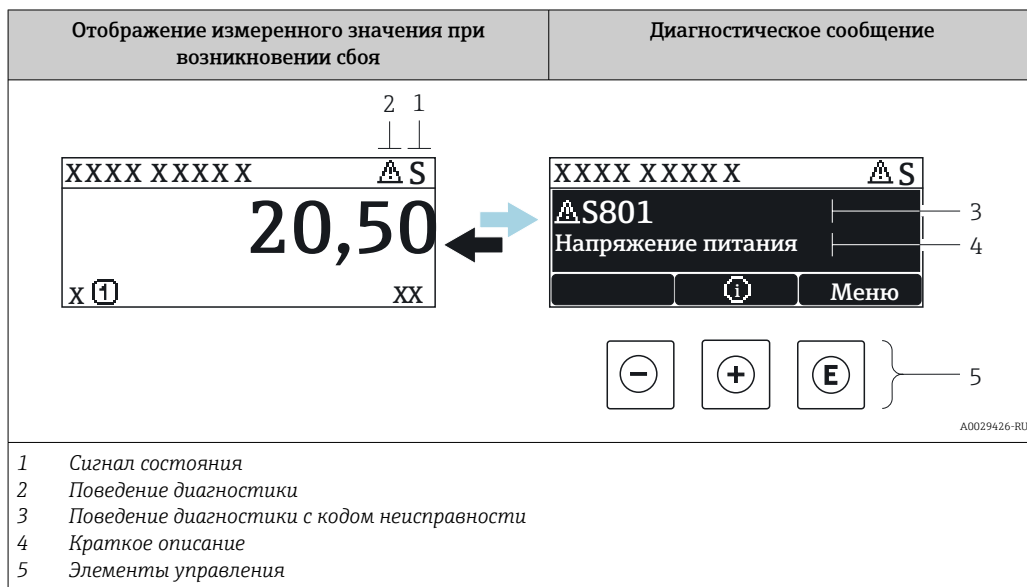 Отображение измеренного значения при
возникновении сбоя
Диагностическое сообщение
2 1
XXXX XXXXX ⚠ S
20,50
x 1 XX
XXXX XXXXX ⚠ S
⚠S801
Напряжение питания
i Меню
3
4
− + E
5
A0029426-RU
1 Сигнал состояния
2 Поведение диагностики
3 Поведение диагностики с кодом неисправности
4 Краткое описание
5 Элементы управления